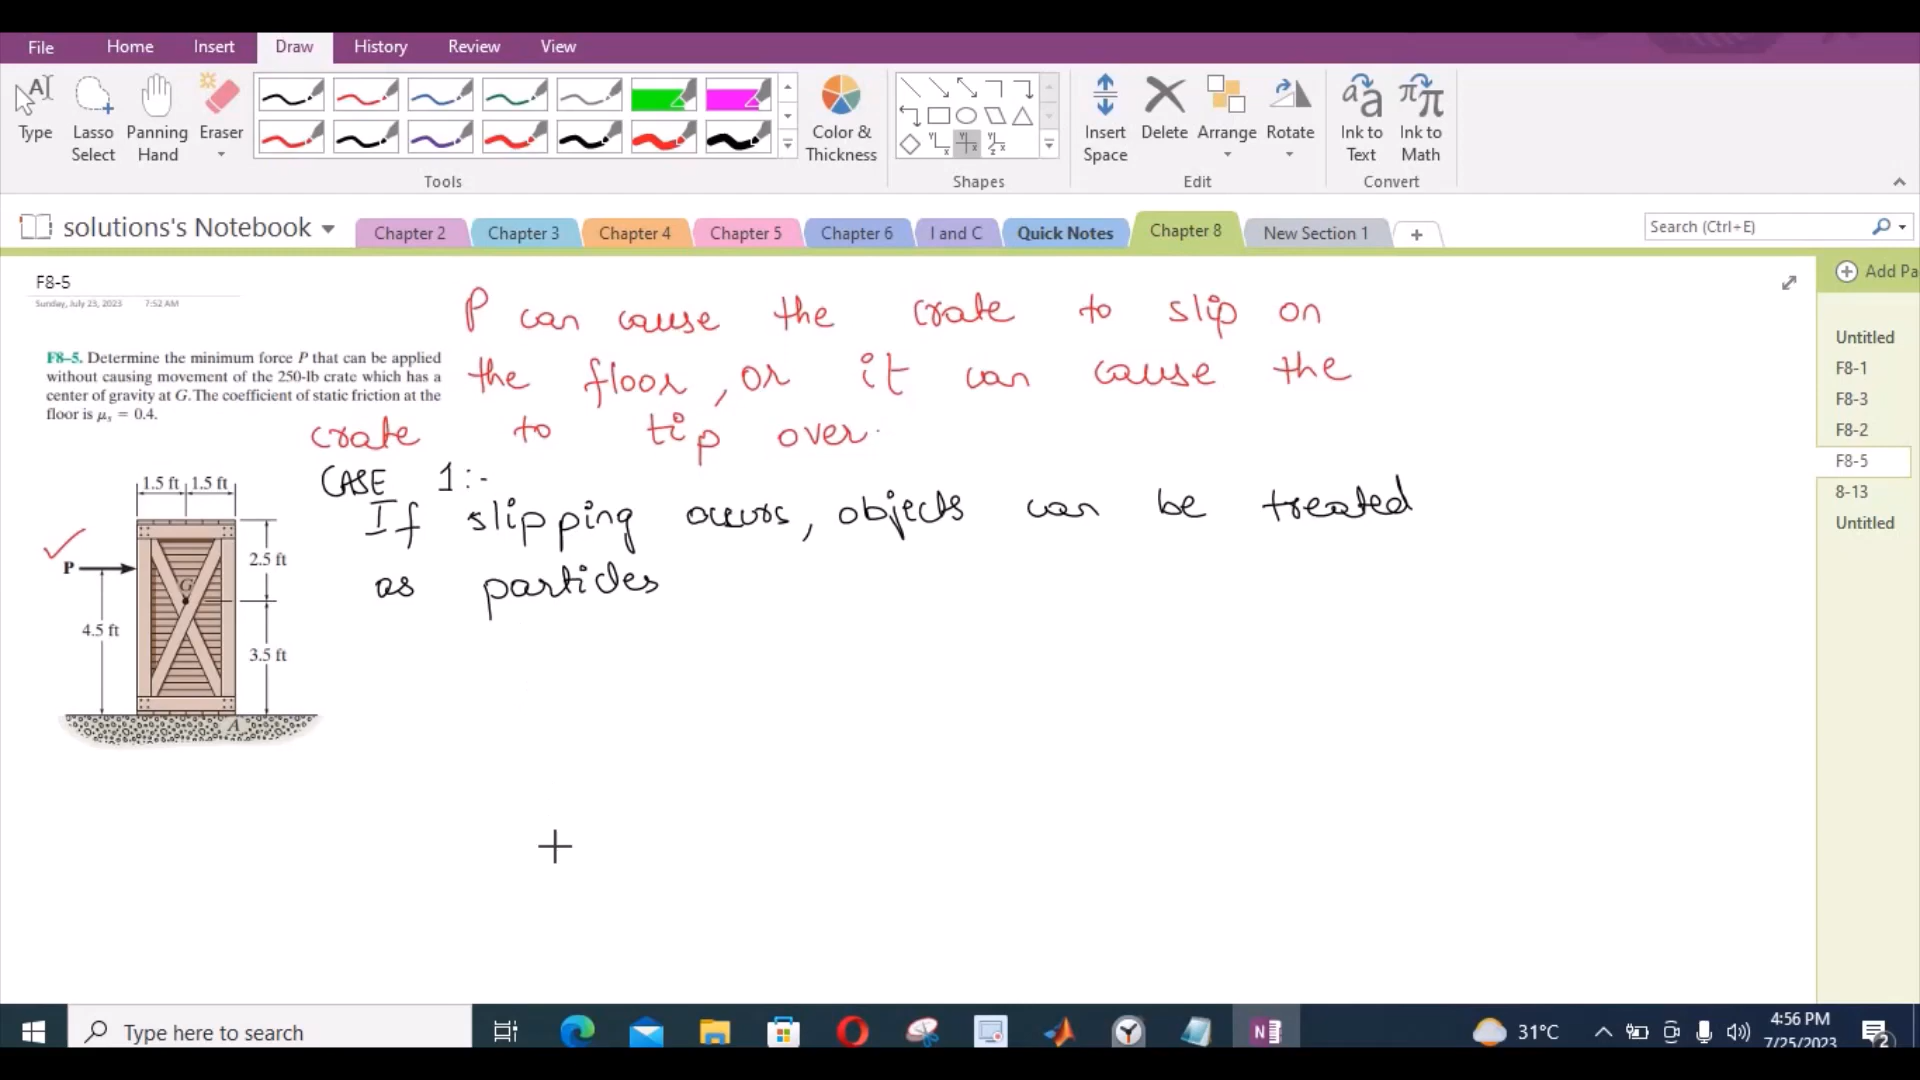 File Home Insert Draw History Review View
Type
Lasso Select
Panning Hand
Eraser
Color & Thickness
Insert Space
Delete
Arrange
Rotate
Ink to Text
Ink to Math
Tools Shapes Edit Convert
solutions's Notebook Chapter 2 Chapter 3 Chapter 4 Chapter 5 Chapter 6 I and C Quick Notes Chapter 8 New Section 1 Search (Ctrl+E)
Add Pa
F8-5
Sunday, July 23, 2023 7:52 AM
P can cause the crate to slip on
the floor, or it can cause the
crate to tip over.
F8–5. Determine the minimum force P that can be applied
without causing movement of the 250-lb crate which has a
center of gravity at G. The coefficient of static friction at the
floor is μs = 0.4.
CASE 1:-
If slipping occurs, objects can be treated
as particles
1.5 ft 1.5 ft
2.5 ft
P
G
4.5 ft
3.5 ft
A
Untitled
F8-1
F8-3
F8-2
F8-5
8-13
Untitled
Type here to search
N
31°C
4:56 PM
7/25/2023
2